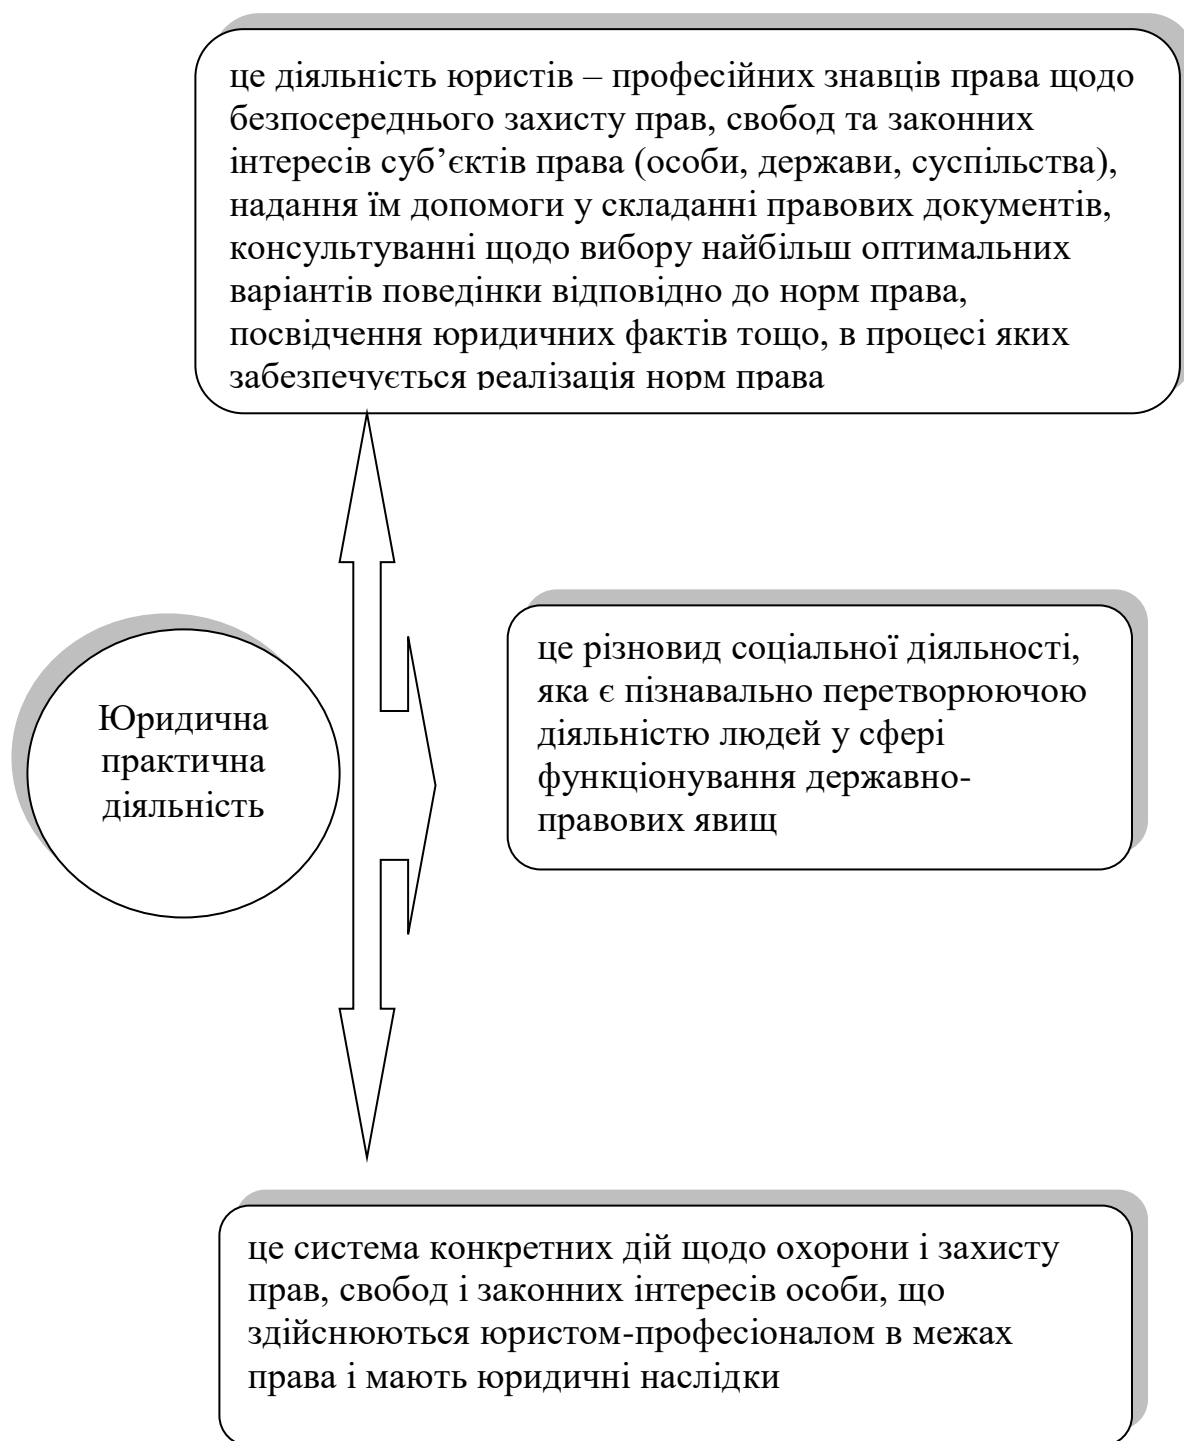 це діяльність юристів – професійних знавців права щодо
безпосереднього захисту прав, свобод та законних
інтересів суб’єктів права (особи, держави, суспільства),
надання їм допомоги у складанні правових документів,
консультуванні щодо вибору найбільш оптимальних
варіантів поведінки відповідно до норм права,
посвідчення юридичних фактів тощо, в процесі яких
забезпечується реалізація норм права
Юридична
практична
діяльність
це різновид соціальної діяльності,
яка є пізнавально перетворюючою
діяльністю людей у сфері
функціонування державно-
правових явищ
це система конкретних дій щодо охорони і захисту
прав, свобод і законних інтересів особи, що
здійснюються юристом-професіоналом в межах
права і мають юридичні наслідки